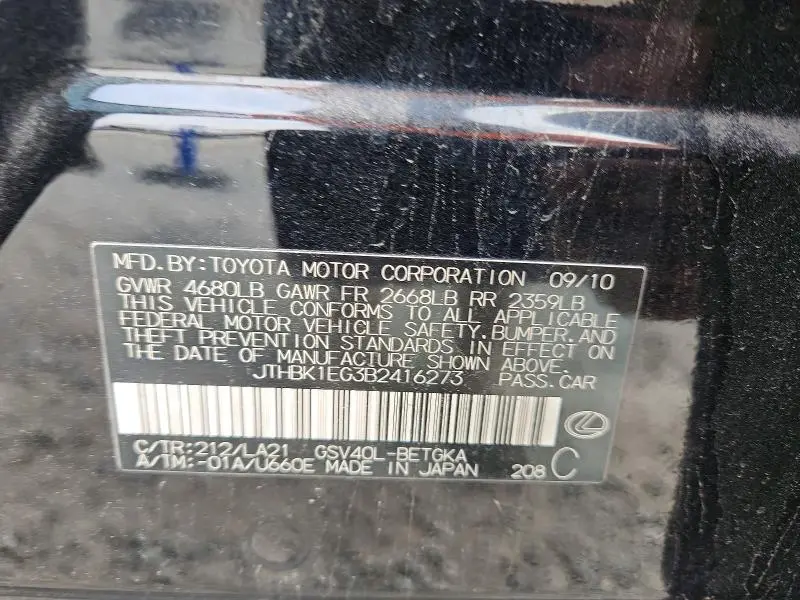 MFD.BY:TOYOTA MOTOR CORPORATION 09/10
GVWR 4680LB GAWR FR 2668LB RR 2359LB
THIS VEHICLE CONFORMS TO ALL APPLICABLE
FEDERAL MOTOR VEHICLE SAFETY,BUMPER,AND
THEFT PREVENTION STANDARDS IN EFFECT ON
THE DATE OF MANUFACTURE SHOWN ABOVE.
JTHBK1EG3B2416273 PASS.CAR
C/TR:212/LA21 GSV40L-BETGKA
A/TM:-01A/U660E MADE IN JAPAN 208 C